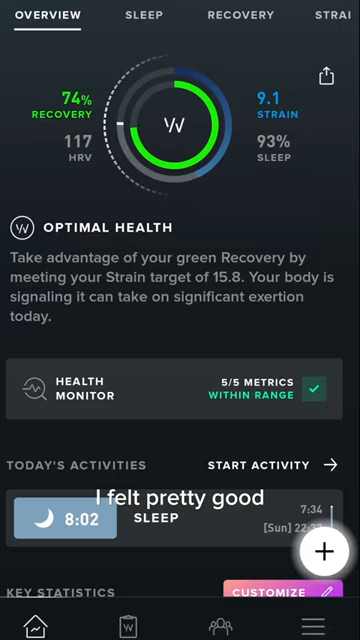 OVERVIEW SLEEP RECOVERY STRAI
74% 9.1
RECOVERY STRAIN
117 93%
HRV SLEEP
OPTIMAL HEALTH
Take advantage of your green Recovery by
meeting your Strain target of 15.8. Your body is
signaling it can take on significant exertion
today.
HEALTH 5/5 METRICS
MONITOR WITHIN RANGE
TODAY'S ACTIVITIES START ACTIVITY
I felt pretty good
8:02 SLEEP 7:34
[Sun]
KEY STATISTICS CUSTOMIZE